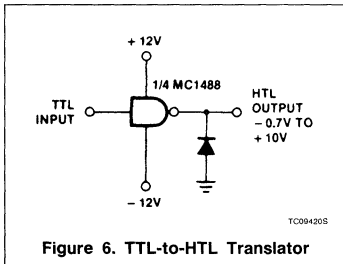 + 12V
1/4 MC1488
TTL
INPUT
HTL
OUTPUT
– 0.7V TO
+ 10V
– 12V
TC09420S
Figure 6. TTL-to-HTL Translator